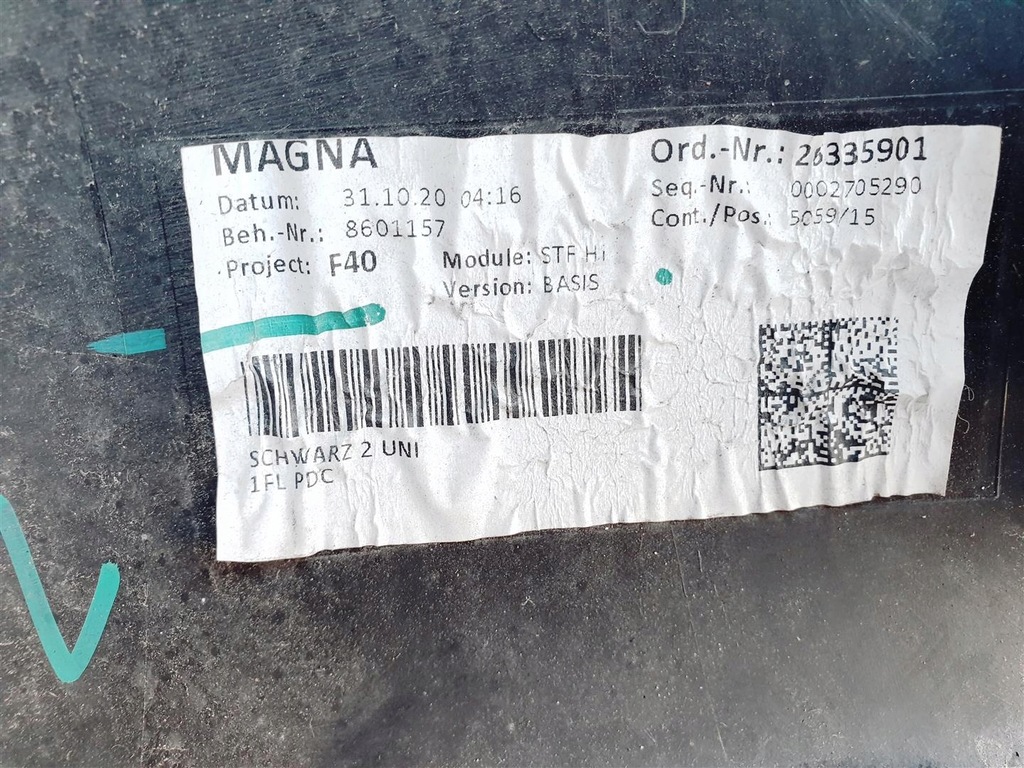 MAGNA
Datum: 31.10.20 04:16
Beh.-Nr.: 8601157
Project: F40
Module: STF Hi
Version: BASIS
Ord.-Nr.: 26335901
Seq.-Nr.: 0002705290
Cont./Pos.: 5059/15
SCHWARZ 2 UNI
1FL PDC